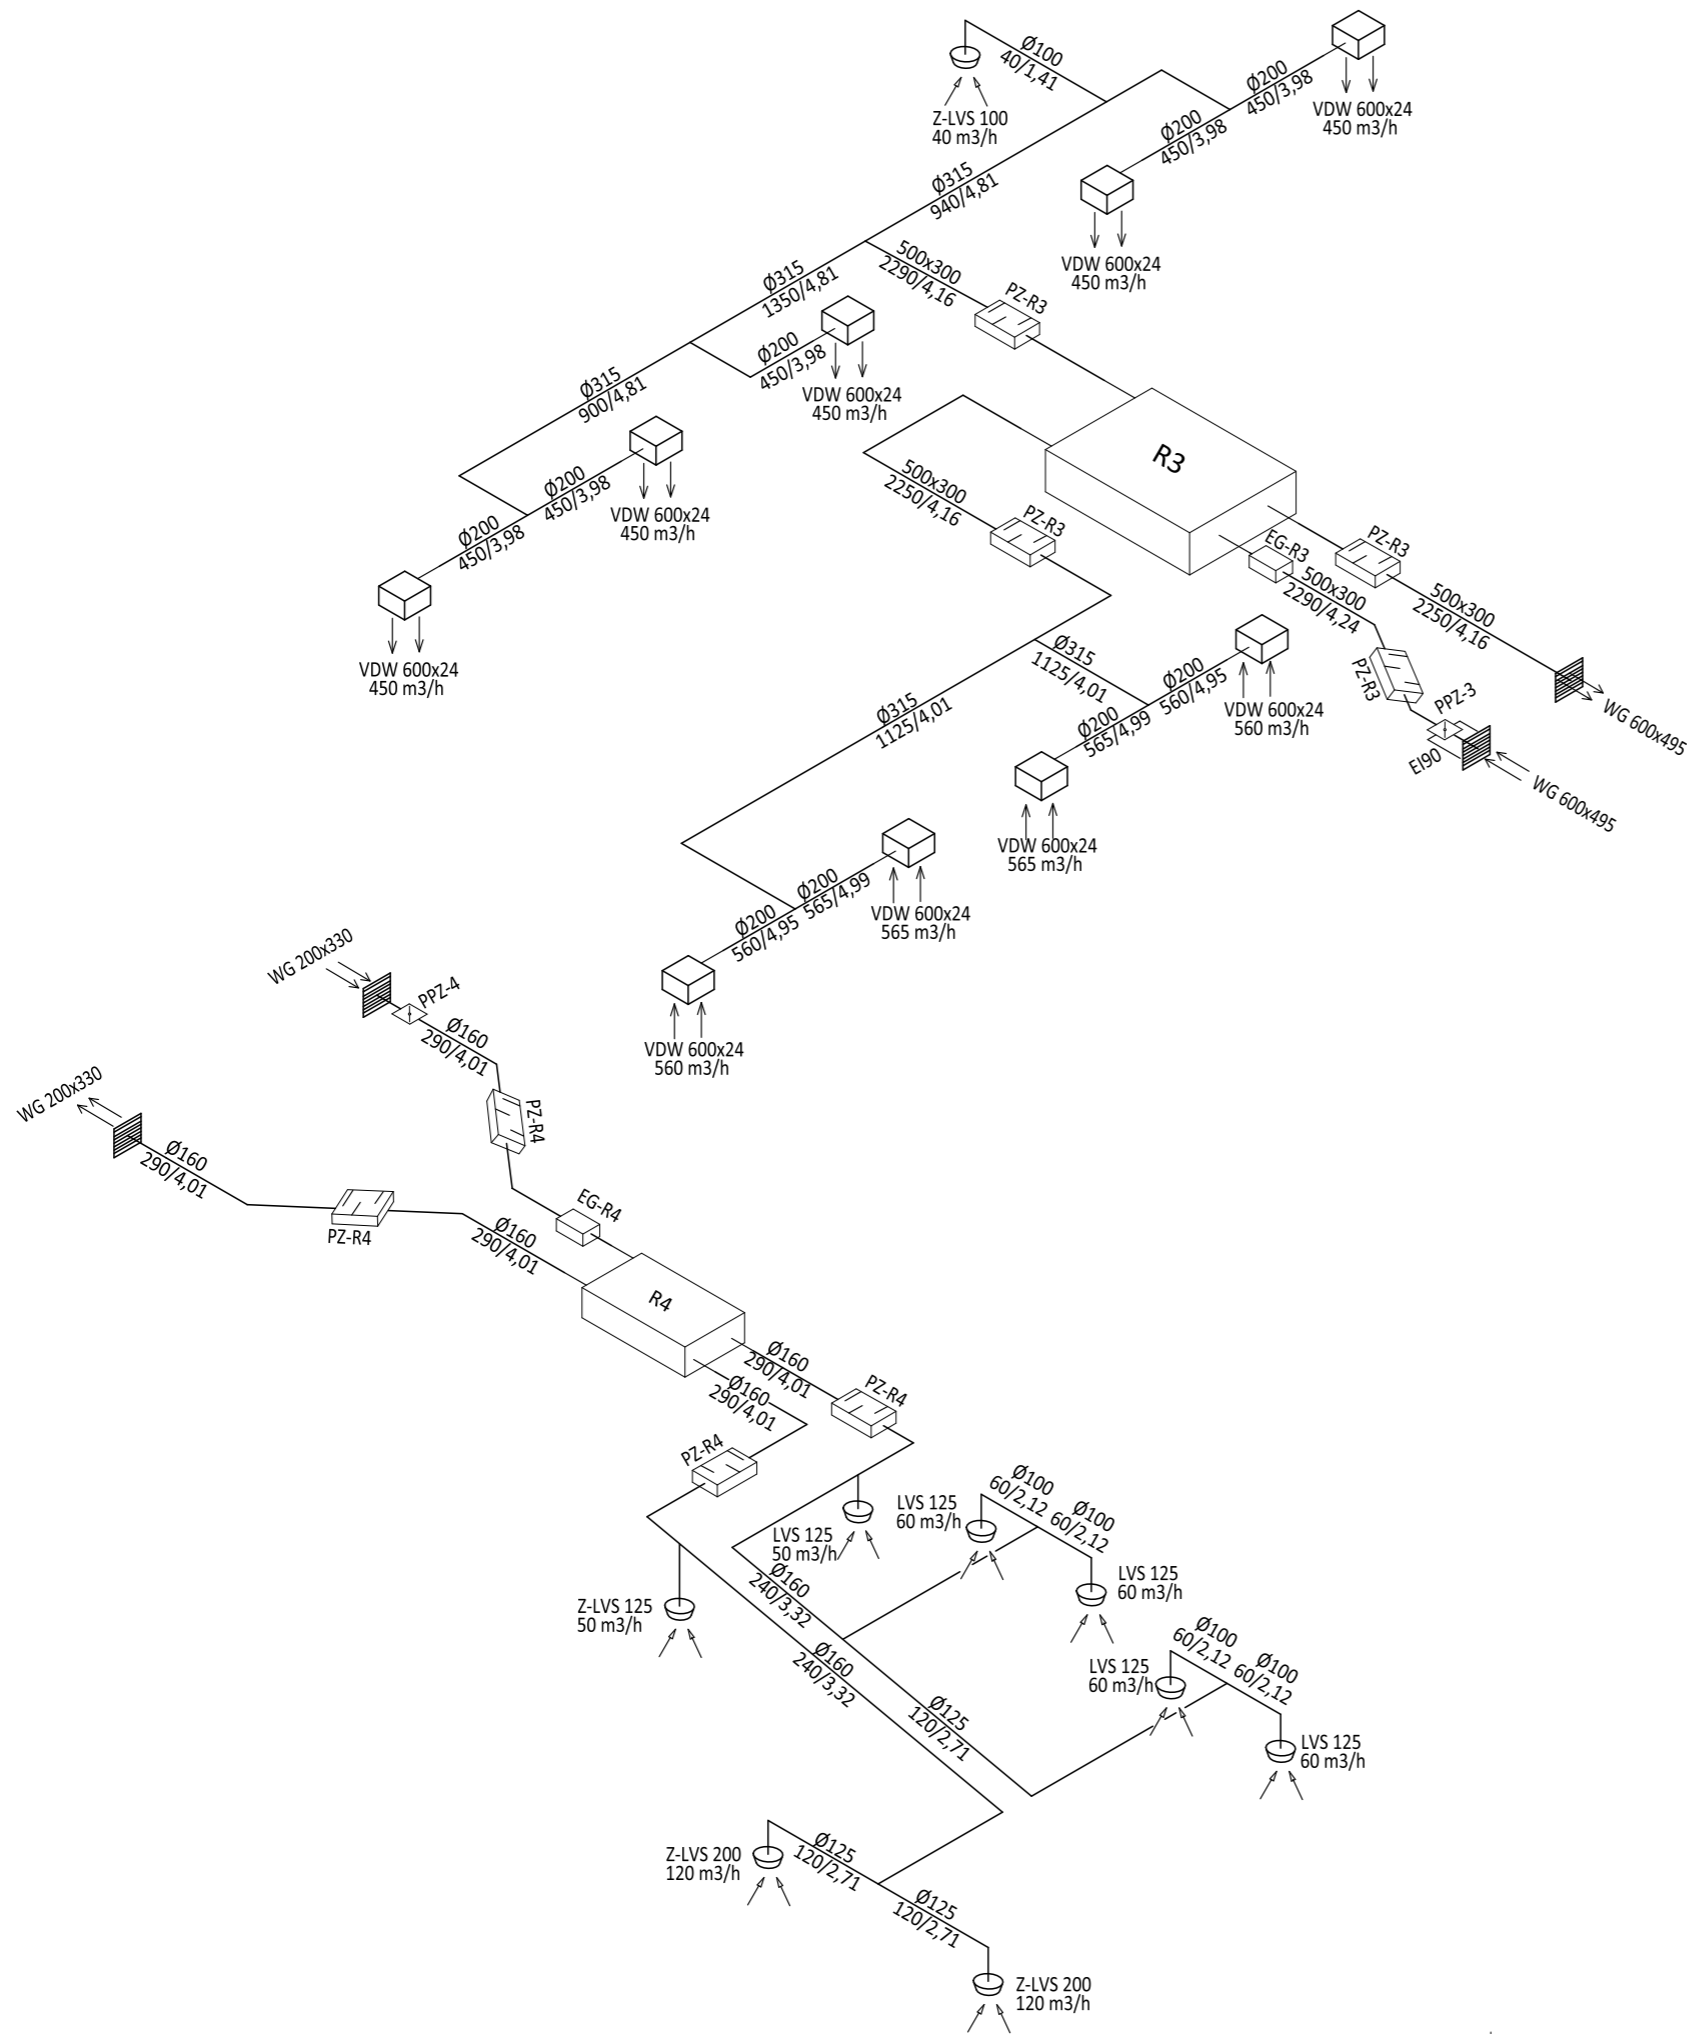 Ø100
40/1,41
Z-LVS 100
40 m3/h
Ø200
450/3,98
VDW 600x24
450 m3/h
Ø200
450/3,98
VDW 600x24
450 m3/h
Ø315
940/4,81
500x300
2290/4,16
PZ-R3
Ø315
1350/4,81
Ø200
450/3,98
VDW 600x24
450 m3/h
Ø315
900/4,81
Ø200
450/3,98
VDW 600x24
450 m3/h
Ø200
450/3,98
VDW 600x24
450 m3/h
R3
500x300
2250/4,16
PZ-R3
EG-R3
500x300
2290/4,24
PZ-R3
500x300
2250/4,16
WG 600x495
PZ-R3
PPZ-3
EI90
WG 600x495
Ø315
1125/4,01
Ø200
560/4,95
VDW 600x24
560 m3/h
Ø200
565/4,99
VDW 600x24
565 m3/h
Ø315
1125/4,01
Ø200
565/4,99
VDW 600x24
565 m3/h
Ø200
560/4,95
VDW 600x24
560 m3/h
WG 200x330
PPZ-4
Ø160
290/4,01
PZ-R4
WG 200x330
Ø160
290/4,01
PZ-R4
EG-R4
Ø160
290/4,01
R4
Ø160
290/4,01
PZ-R4
Ø160
290/4,01
PZ-R4
LVS 125
50 m3/h
LVS 125
60 m3/h
Ø100
60/2,12
Ø100
60/2,12
LVS 125
60 m3/h
Z-LVS 125
50 m3/h
Ø160
240/3,32
Ø160
240/3,32
LVS 125
60 m3/h
Ø100
60/2,12
Ø100
60/2,12
LVS 125
60 m3/h
Ø125
120/2,71
Z-LVS 200
120 m3/h
Ø125
120/2,71
Ø125
120/2,71
Z-LVS 200
120 m3/h